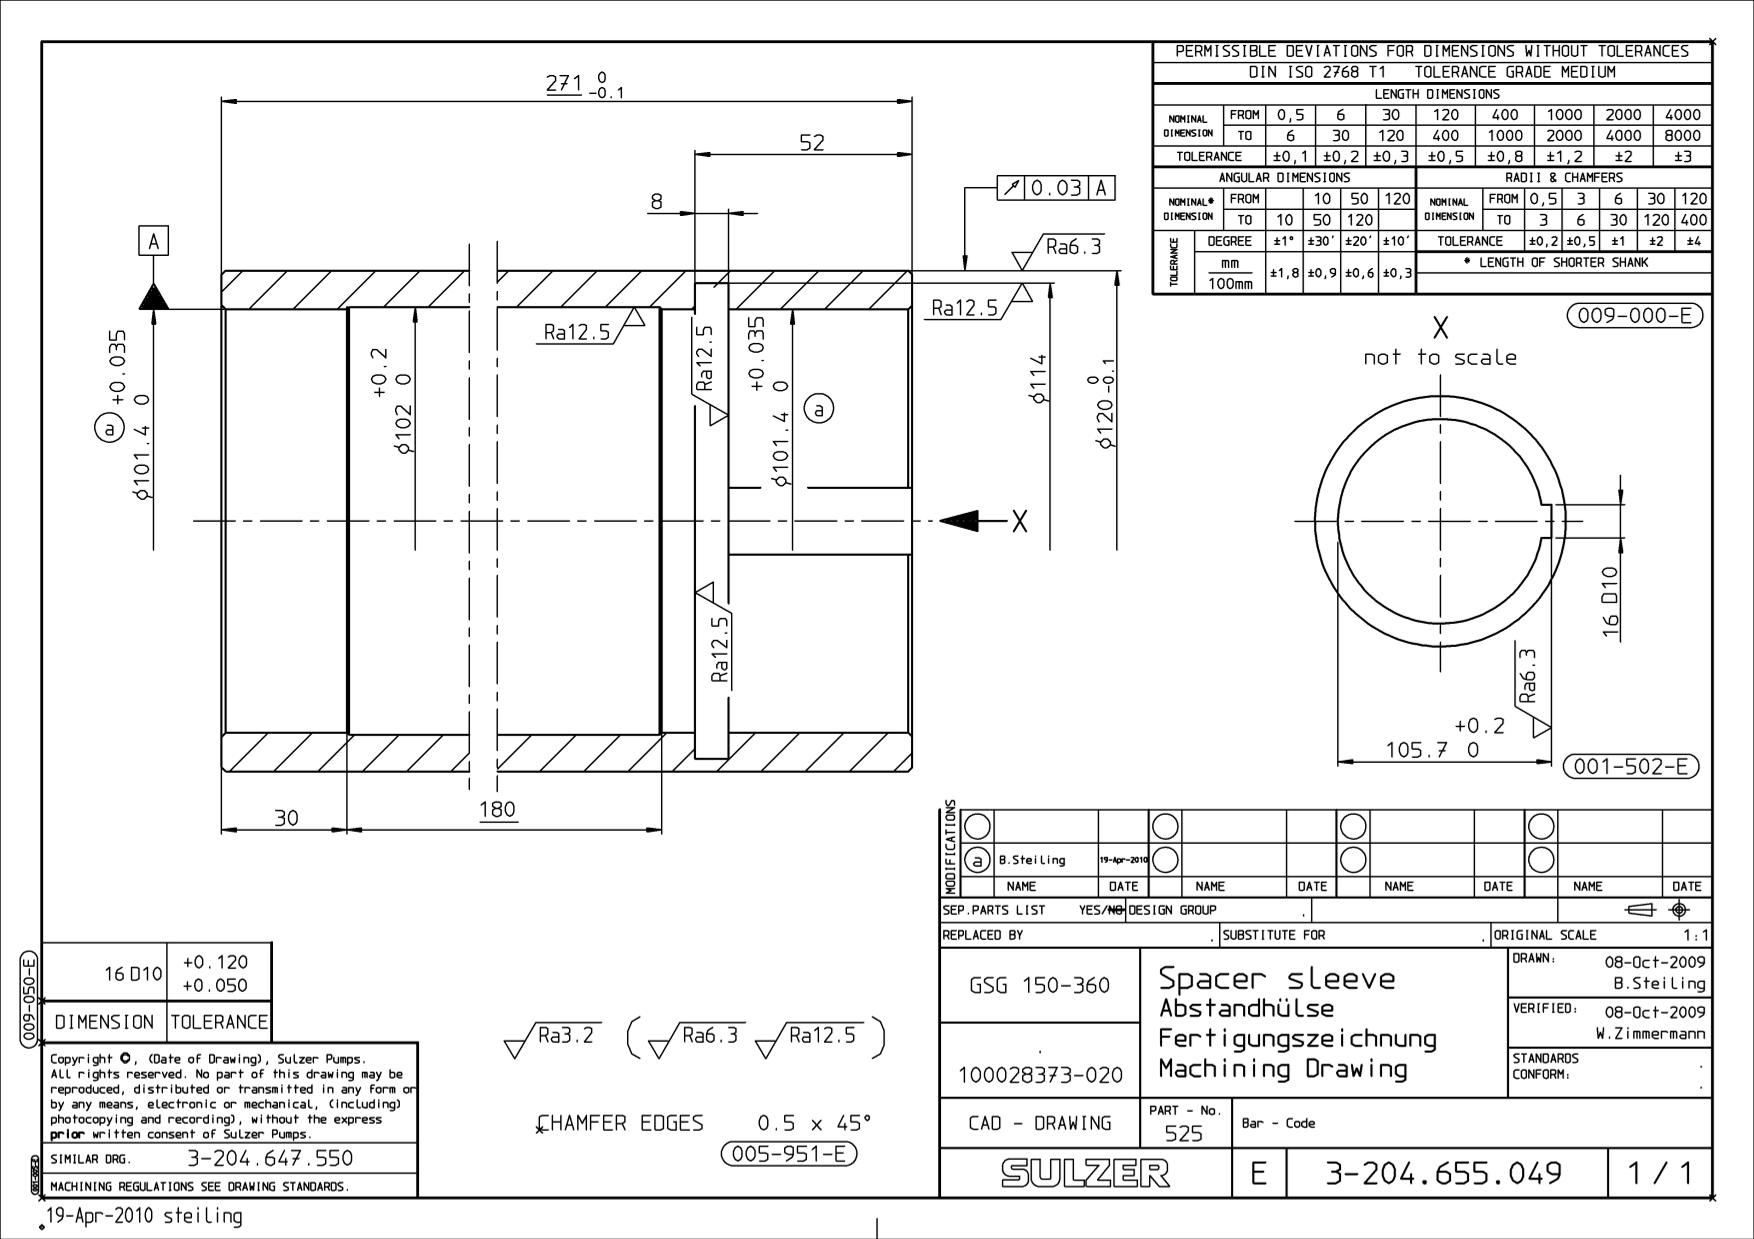 PERMISSIBLE DEVIATIONS FOR DIMENSIONS WITHOUT TOLERANCES
DIN ISO 2768 T1 TOLERANCE GRADE MEDIUM
LENGTH DIMENSIONS
NOMINAL DIMENSION FROM 0,5 6 30 120 400 1000 2000 4000
TO 6 30 120 400 1000 2000 4000 8000
TOLERANCE ±0,1 ±0,2 ±0,3 ±0,5 ±0,8 ±1,2 ±2 ±3
ANGULAR DIMENSIONS RADII & CHAMFERS
NOMINAL* DIMENSION FROM 10 50 120 NOMINAL DIMENSION FROM 0,5 3 6 30 120
TO 10 50 120 TO 3 6 30 120 400
TOLERANCE DEGREE ±1° ±30′ ±20′ ±10′ TOLERANCE ±0,2 ±0,5 ±1 ±2 ±4
mm
100mm ±1,8 ±0,9 ±0,6 ±0,3
* LENGTH OF SHORTER SHANK
009-000-E
271 0 -0.1
52
8
0.03 A
A
Ra6.3
Ra12.5
Ra12.5
Ra12.5
Ra12.5
a ϕ101.4 +0.035 0
ϕ102 +0.2 0
ϕ101.4 +0.035 0 a
ϕ114
ϕ120 0 -0.1
X
30
180
X
not to scale
16 D10
Ra6.3
105.7 +0.2 0
001-502-E
MODIFICATIONS
a B.Steiling 19-Apr-2010
NAME DATE NAME DATE NAME DATE NAME DATE
SEP.PARTS LIST YES/NO DESIGN GROUP .
REPLACED BY . SUBSTITUTE FOR . ORIGINAL SCALE 1:1
GSG 150-360
.
100028373-020
Spacer sleeve
Abstandhülse
Fertigungszeichnung
Machining Drawing
DRAWN: 08-Oct-2009
B.Steiling
VERIFIED: 08-Oct-2009
W.Zimmermann
STANDARDS .
CONFORM: .
CAD - DRAWING
PART - No.
525
Bar - Code
SULZER
E
3-204.655.049
1 / 1
009-050-E
16 D10 +0.120
+0.050
DIMENSION TOLERANCE
Copyright ©, (Date of Drawing), Sulzer Pumps.
ALL rights reserved. No part of this drawing may be
reproduced, distributed or transmitted in any form or
by any means, electronic or mechanical, (including)
photocopying and recording), without the express
prior written consent of Sulzer Pumps.
SIMILAR DRG. 3-204.647.550
MACHINING REGULATIONS SEE DRAWING STANDARDS.
Ra3.2 ( Ra6.3 Ra12.5 )
CHAMFER EDGES 0.5 x 45°
005-951-E
19-Apr-2010 steiling